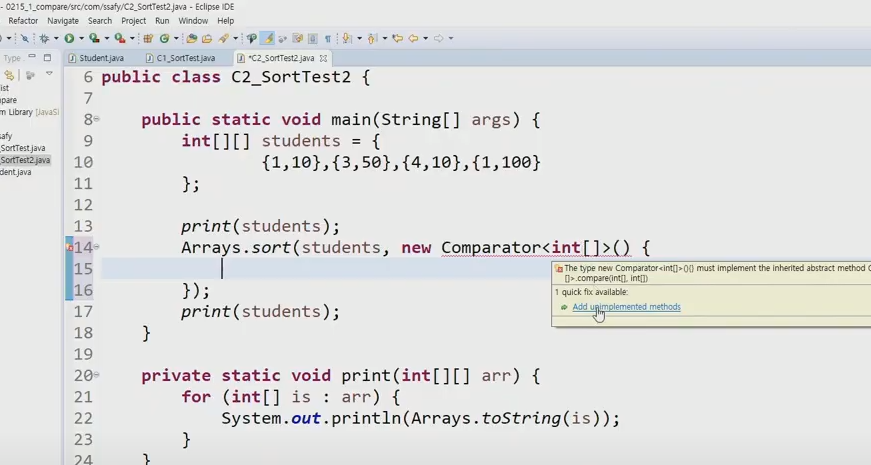 - 0215_1_compare/src/com/ssafy/C2_SortTest2.java - Eclipse IDE
Refactor Navigate Search Project Run Window Help
Type
Student.java C1_SortTest.java *C2_SortTest2.java
ist
pare
m Library [JavaSE
safy
_SortTest.java
_SortTest2.java
dent.java
6 public class C2_SortTest2 {
7
8 public static void main(String[] args) {
9 int[][] students = {
10 {1,10},{3,50},{4,10},{1,100}
11 };
12
13 print(students);
14 Arrays.sort(students, new Comparator<int[]>() {
15
16 });
17 print(students);
18 }
19
20 private static void print(int[][] arr) {
21 for (int[] is : arr) {
22 System.out.println(Arrays.toString(is));
23 }
24 }
The type new Comparator<int[]>(){} must implement the inherited abstract method C
[]>.compare(int[], int[])
1 quick fix available:
Add unimplemented methods